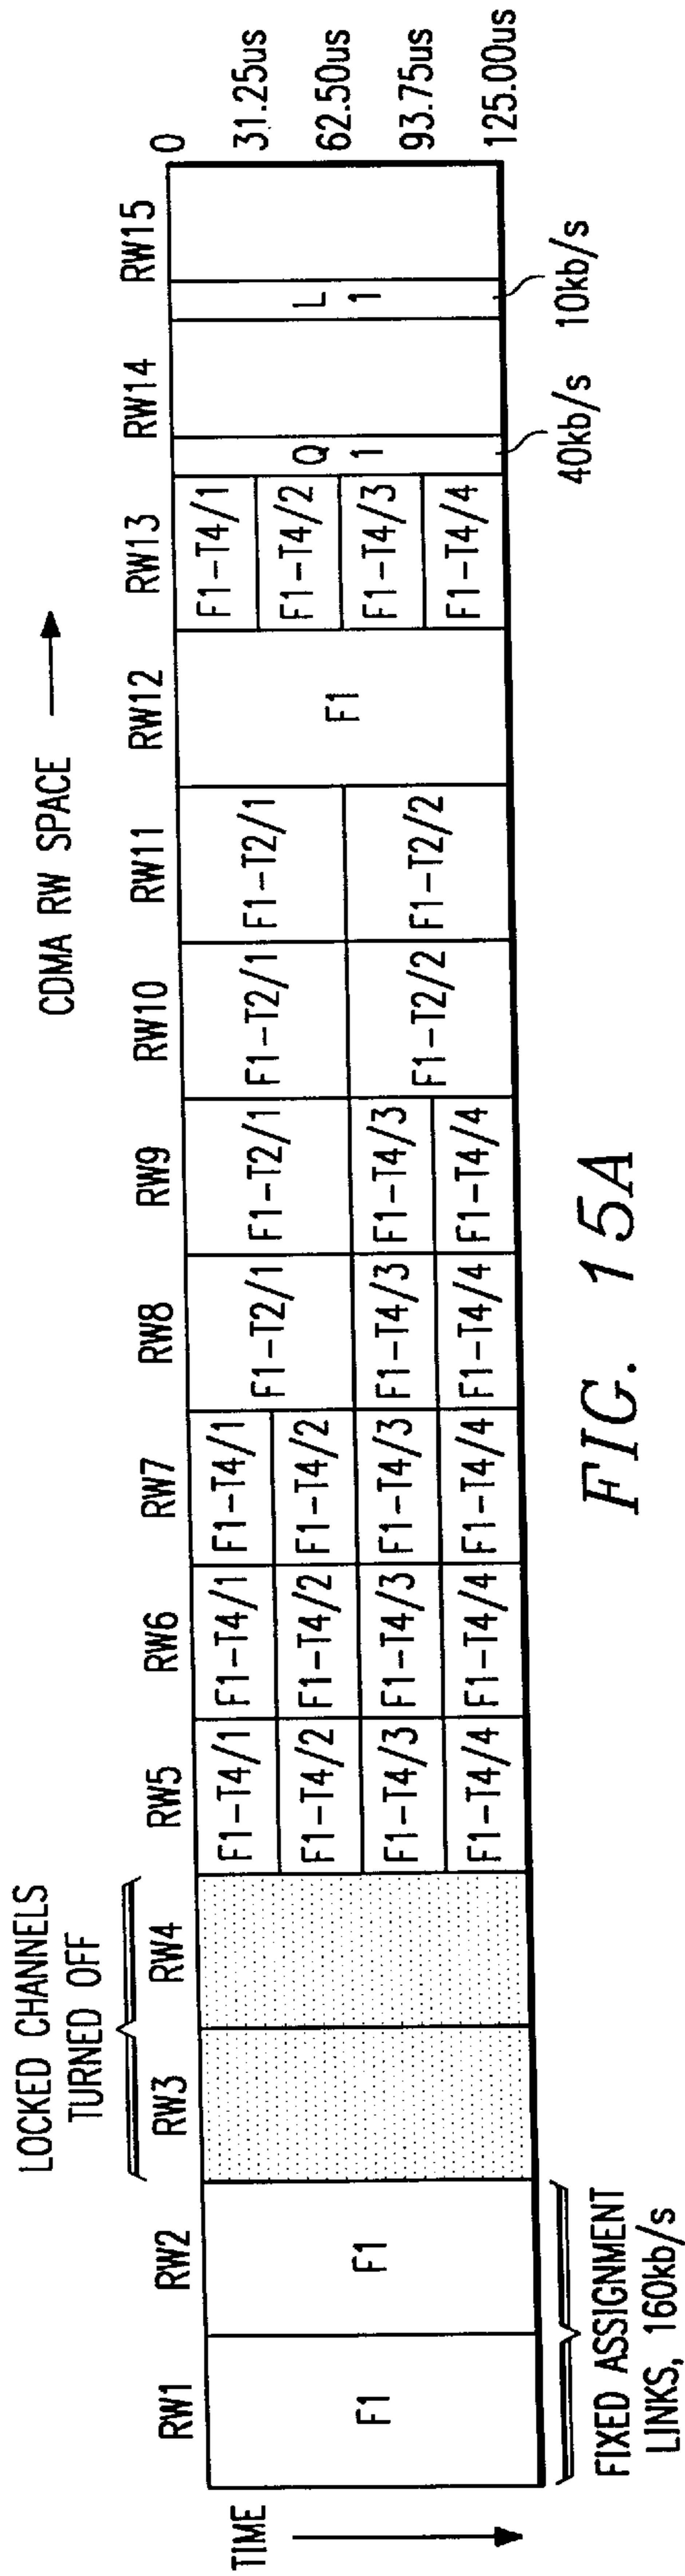 CDMA RW SPACE
LOCKED CHANNELS
TURNED OFF
RW1 RW2 RW3 RW4 RW5 RW6 RW7 RW8 RW9 RW10 RW11 RW12 RW13 RW14 RW15
0
31.25us
62.50us
93.75us
125.00us
TIME
F1
F1
F1-T4/1
F1-T4/2
F1-T4/3
F1-T4/4
F1-T4/1
F1-T4/2
F1-T4/3
F1-T4/4
F1-T4/1
F1-T4/2
F1-T4/3
F1-T4/4
F1-T2/1
F1-T4/3
F1-T4/4
F1-T2/1
F1-T4/3
F1-T4/4
F1-T2/1
F1-T2/2
F1-T2/1
F1-T2/2
F1
F1-T4/1
F1-T4/2
F1-T4/3
F1-T4/4
Q
1
L
1
40kb/s
10kb/s
FIXED ASSIGNMENT
LINKS, 160kb/s
FIG. 15A